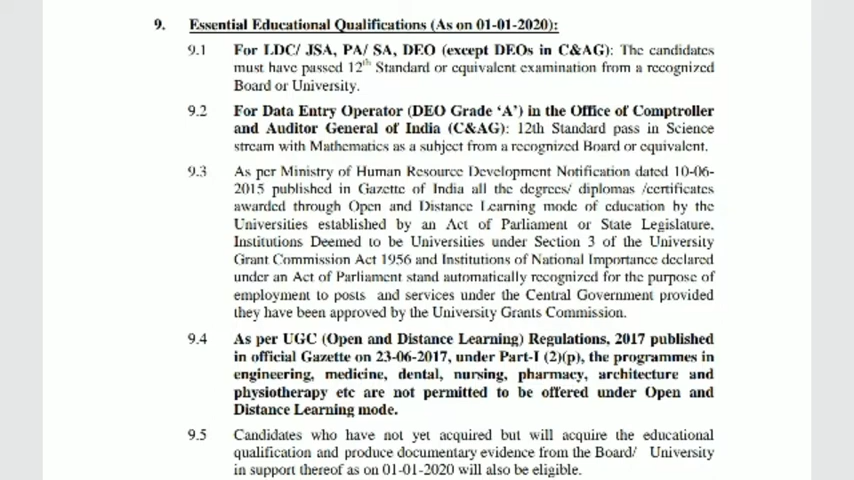 9. Essential Educational Qualifications (As on 01-01-2020):
9.1 For LDC/ JSA, PA/ SA, DEO (except DEOs in C&AG): The candidates
must have passed 12th Standard or equivalent examination from a recognized
Board or University.
9.2 For Data Entry Operator (DEO Grade ‘A’) in the Office of Comptroller
and Auditor General of India (C&AG): 12th Standard pass in Science
stream with Mathematics as a subject from a recognized Board or equivalent.
9.3 As per Ministry of Human Resource Development Notification dated 10-06-
2015 published in Gazette of India all the degrees/ diplomas /certificates
awarded through Open and Distance Learning mode of education by the
Universities established by an Act of Parliament or State Legislature,
Institutions Deemed to be Universities under Section 3 of the University
Grant Commission Act 1956 and Institutions of National Importance declared
under an Act of Parliament stand automatically recognized for the purpose of
employment to posts and services under the Central Government provided
they have been approved by the University Grants Commission.
9.4 As per UGC (Open and Distance Learning) Regulations, 2017 published
in official Gazette on 23-06-2017, under Part-I (2)(p), the programmes in
engineering, medicine, dental, nursing, pharmacy, architecture and
physiotherapy etc are not permitted to be offered under Open and
Distance Learning mode.
9.5 Candidates who have not yet acquired but will acquire the educational
qualification and produce documentary evidence from the Board/ University
in support thereof as on 01-01-2020 will also be eligible.